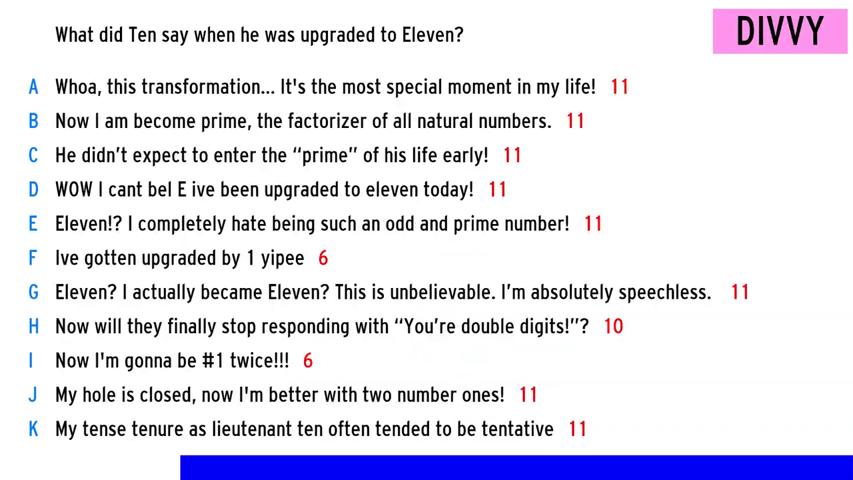 What did Ten say when he was upgraded to Eleven?
DIVVY
A Whoa, this transformation... It's the most special moment in my life! 11
B Now I am become prime, the factorizer of all natural numbers. 11
C He didn’t expect to enter the “prime” of his life early! 11
D WOW I cant bel E ive been upgraded to eleven today! 11
E Eleven!? I completely hate being such an odd and prime number! 11
F Ive gotten upgraded by 1 yipee 6
G Eleven? I actually became Eleven? This is unbelievable. I’m absolutely speechless. 11
H Now will they finally stop responding with “You’re double digits!”? 10
I Now I'm gonna be #1 twice!!! 6
J My hole is closed, now I'm better with two number ones! 11
K My tense tenure as lieutenant ten often tended to be tentative 11